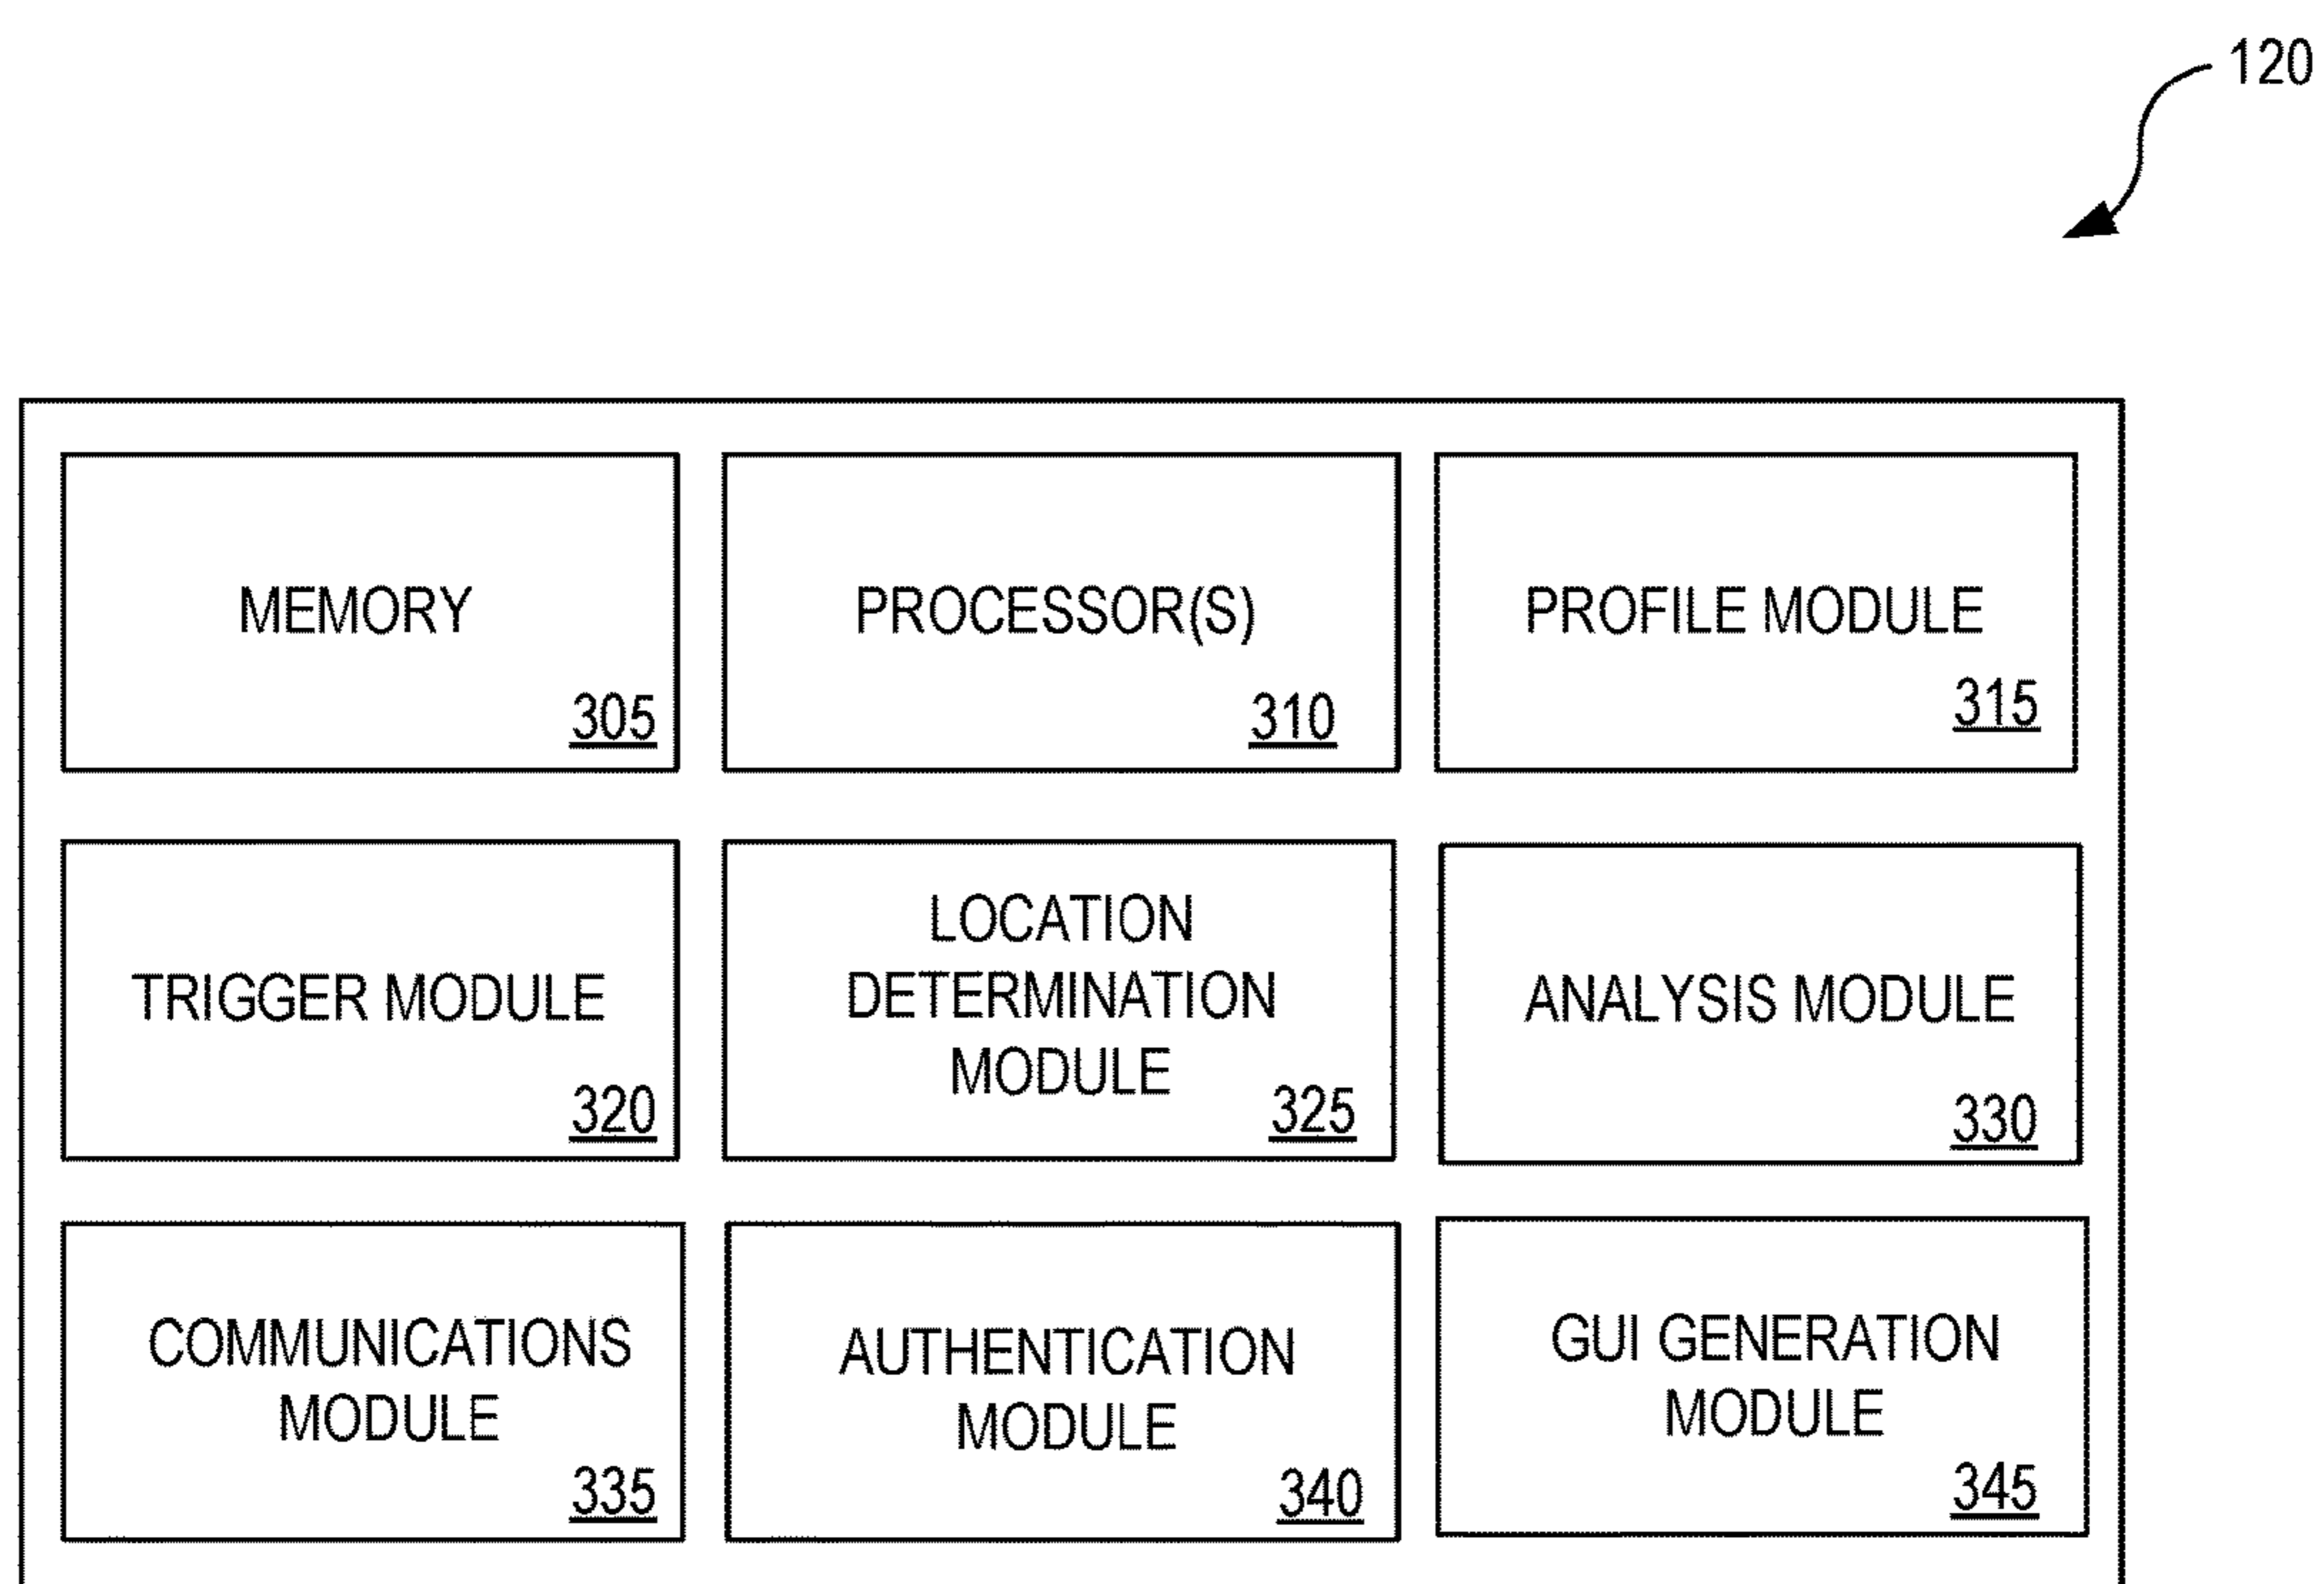 120
MEMORY
305
PROCESSOR(S)
310
PROFILE MODULE
315
TRIGGER MODULE
320
LOCATION
DETERMINATION
MODULE
325
ANALYSIS MODULE
330
COMMUNICATIONS
MODULE
335
AUTHENTICATION
MODULE
340
GUI GENERATION
MODULE
345